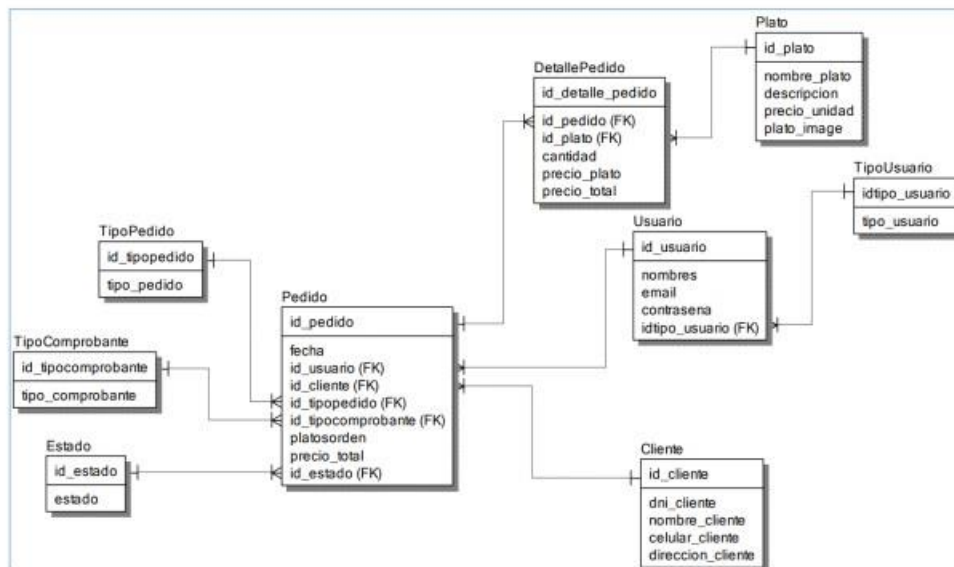 Plato
id_plato
nombre_plato
descripcion
precio_unidad
plato_image
DetallePedido
id_detalle_pedido
id_pedido (FK)
id_plato (FK)
cantidad
precio_plato
precio_total
TipoUsuario
idtipo_usuario
tipo_usuario
Usuario
id_usuario
nombres
email
contrasena
idtipo_usuario (FK)
TipoPedido
id_tipopedido
tipo_pedido
Pedido
id_pedido
fecha
id_usuario (FK)
id_cliente (FK)
id_tipopedido (FK)
id_tipocomprobante (FK)
platosorden
precio_total
id_estado (FK)
TipoComprobante
id_tipocomprobante
tipo_comprobante
Estado
id_estado
estado
Cliente
id_cliente
dni_cliente
nombre_cliente
celular_cliente
direccion_cliente